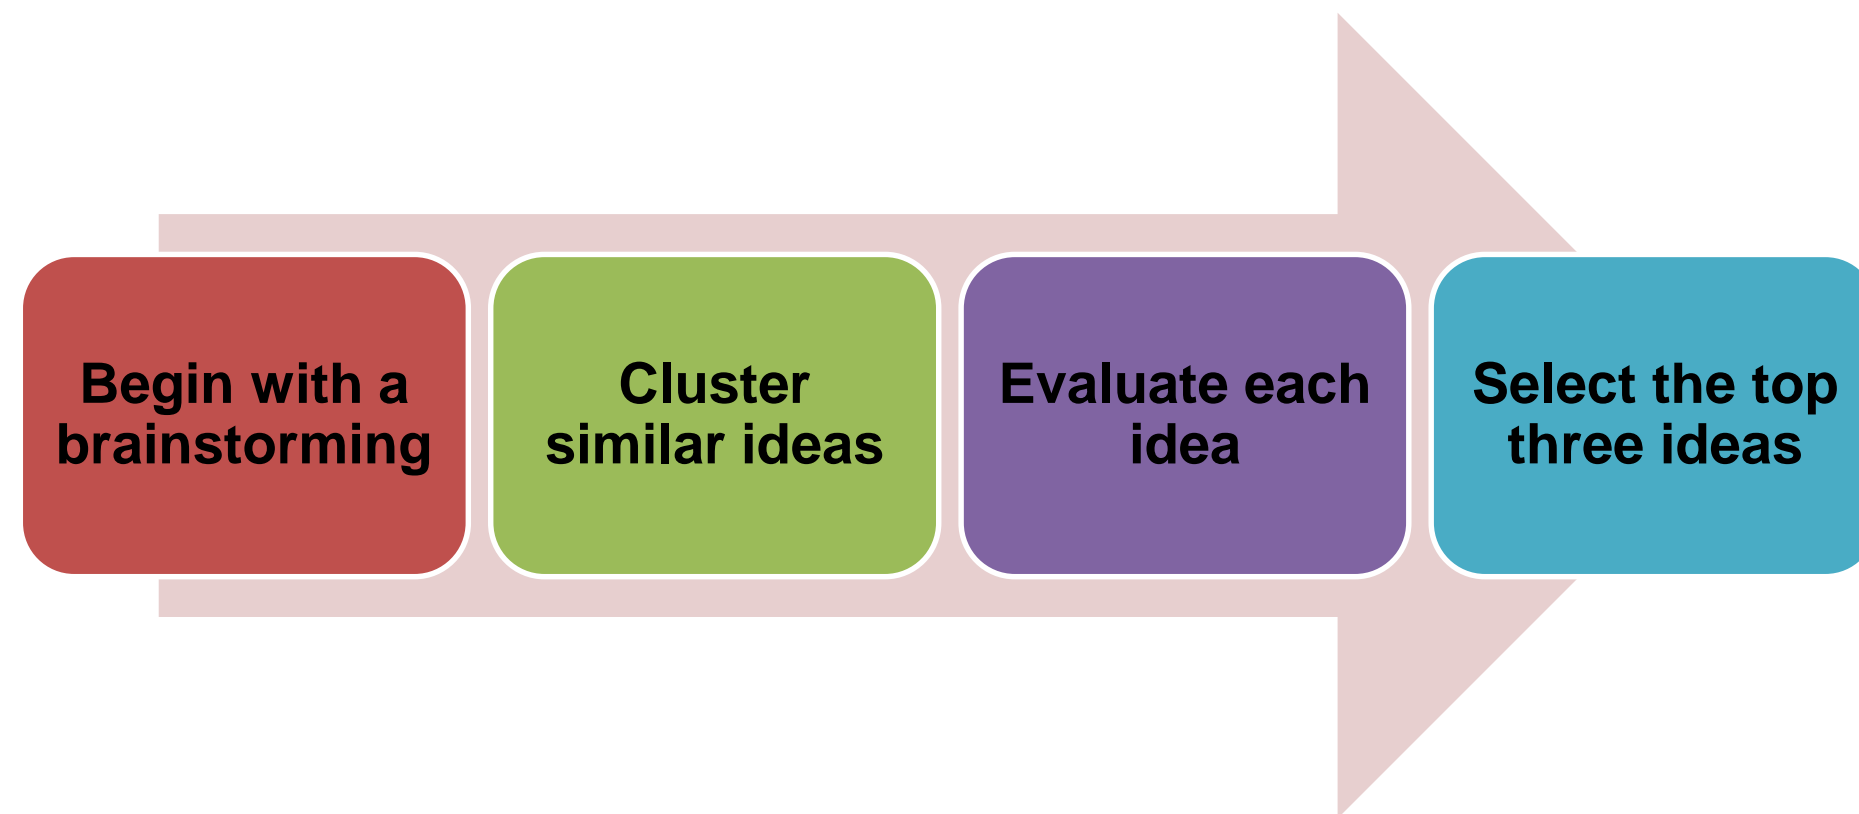 Begin with a
brainstorming
Cluster
similar ideas
Evaluate each
idea
Select the top
three ideas